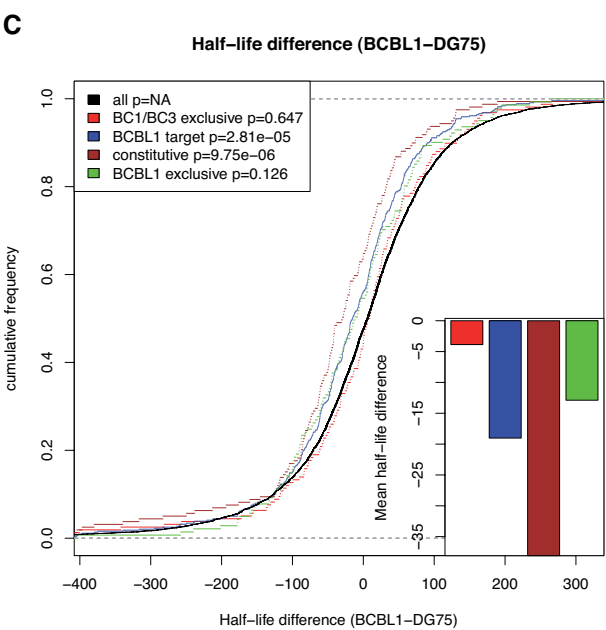 C
Half−life difference (BCBL1−DG75)
all p=NA
BC1/BC3 exclusive p=0.647
BCBL1 target p=2.81e−05
constitutive p=9.75e−06
BCBL1 exclusive p=0.126
cumulative frequency
1.0
0.8
0.6
0.4
0.2
0.0
Mean half−life difference
0
−5
−15
−25
−35
−400 −300 −200 −100 0 100 200 300
Half−life difference (BCBL1−DG75)